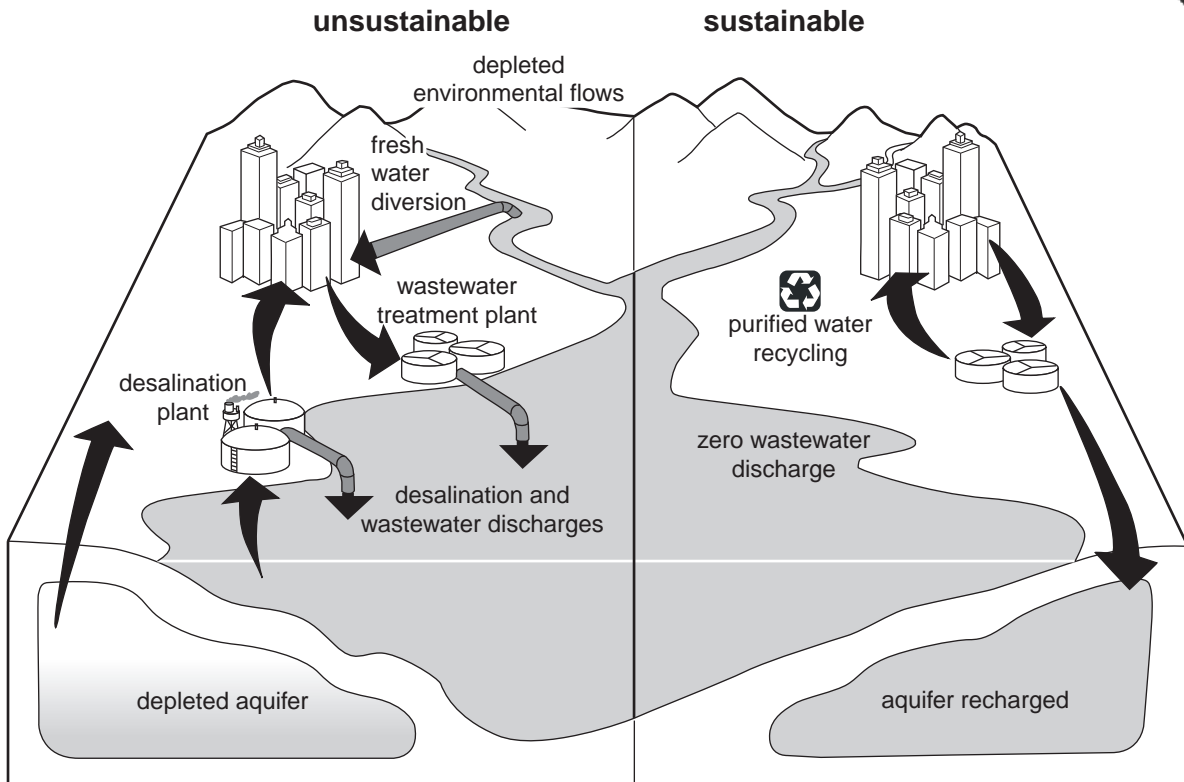 unsustainable
sustainable
depleted
environmental flows
fresh
water
diversion
wastewater
treatment plant
purified water
recycling
desalination
plant
zero wastewater
discharge
desalination and
wastewater discharges
depleted aquifer
aquifer recharged